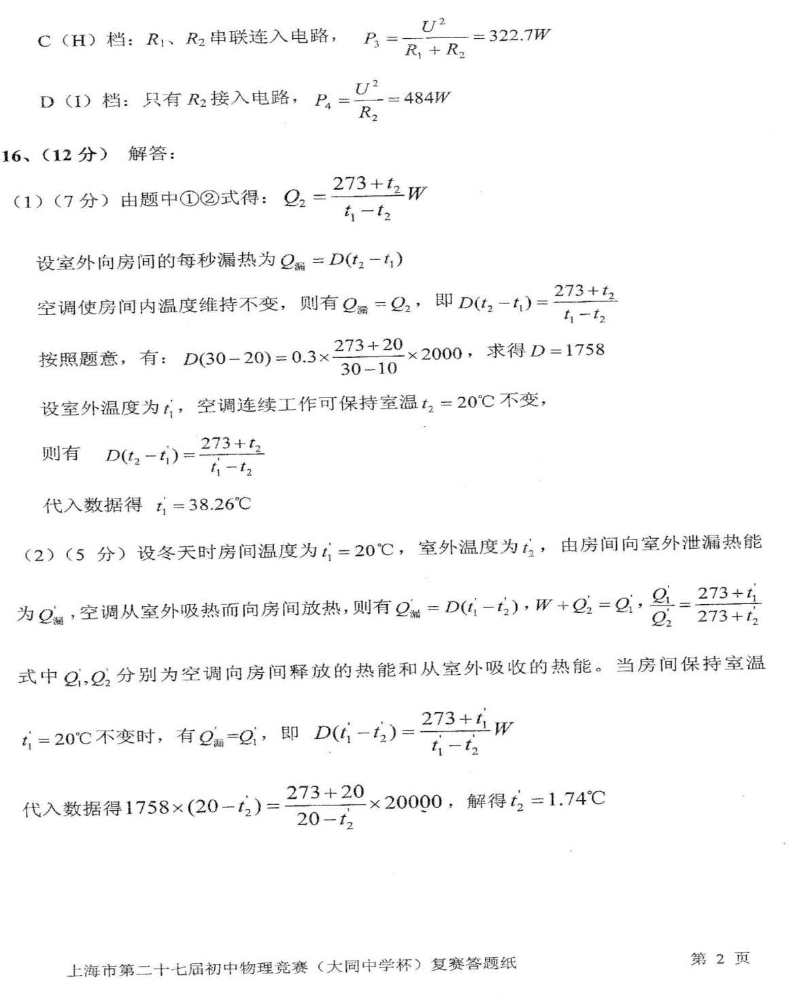 C（H）档：R₁、R₂串联连入电路， P₃ = U²/(R₁ + R₂) = 322.7W
D（I）档：只有R₂接入电路，P₄ = U²/R₂ = 484W
16、（12分） 解答：
（1）（7分）由题中①②式得：Q₂ = (273+t₂)/(t₁−t₂) W
设室外向房间的每秒漏热为Q漏 = D(t₂−t₁)
空调使房间内温度维持不变，则有Q漏 = Q₂，即D(t₂−t₁) = (273+t₂)/(t₁−t₂)
按照题意，有：D(30−20) = 0.3×(273+20)/(30−10)×2000，求得D=1758
设室外温度为t₁'，空调连续工作可保持室温t₂ = 20℃不变，
则有 D(t₂−t₁') = (273+t₂)/(t₁'−t₂)
代入数据得 t₁' = 38.26℃
（2）（5 分）设冬天时房间温度为t₁' = 20℃，室外温度为t₂'，由房间向室外泄漏热能
为Q漏'，空调从室外吸热而向房间放热，则有Q漏' = D(t₁'−t₂')，W+Q₂' = Q₁'，Q₁'/Q₂' = (273+t₁')/(273+t₂')
式中Q₁',Q₂'分别为空调向房间释放的热能和从室外吸收的热能。当房间保持室温
t₁' = 20℃不变时，有Q漏'=Q₁'，即 D(t₁'−t₂') = (273+t₁')/(t₁'−t₂') W
代入数据得1758×(20−t₂') = (273+20)/(20−t₂')×20000，解得t₂' = 1.74℃
上海市第二十七届初中物理竞赛（大同中学杯）复赛答题纸 第 2 页